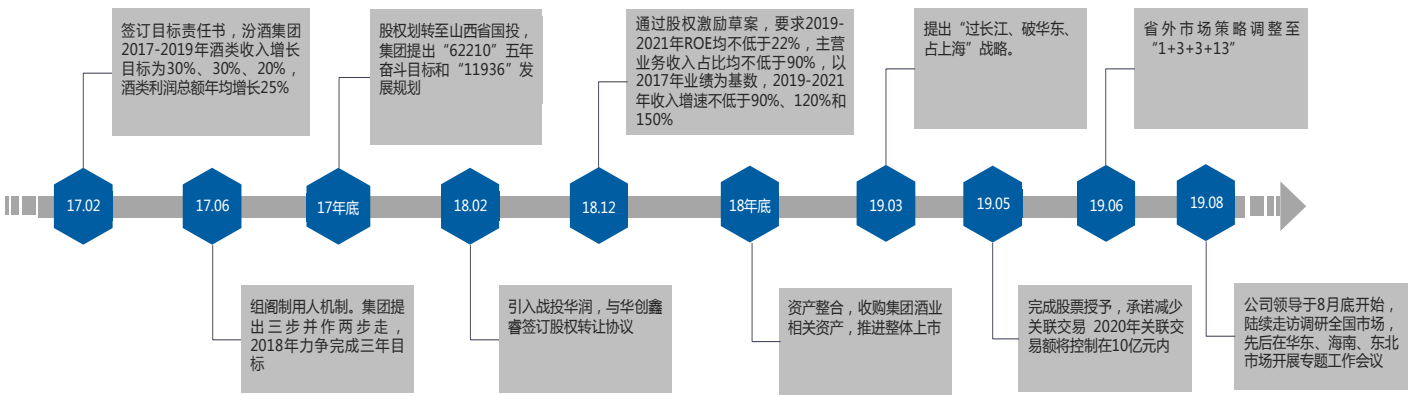 签订目标责任书，汾酒集团
2017-2019年酒类收入增长
目标为30%、30%、20%，
酒类利润总额年均增长25%
股权划转至山西省国投，
集团提出“62210”五年
奋斗目标和“11936”发
展规划
通过股权激励草案，要求2019-
2021年ROE均不低于22%，主营
业务收入占比均不低于90%，以
2017年业绩为基数，2019-2021
年收入增速不低于90%、120%和
150%
提出“过长江、破华东、
占上海”战略。
省外市场策略调整至
“1+3+3+13”
17.02
17.06
17年底
18.02
18.12
18年底
19.03
19.05
19.06
19.08
组阁制用人机制。集团提
出三步并作两步走，
2018年力争完成三年目
标
引入战投华润，与华创鑫
睿签订股权转让协议
资产整合，收购集团酒业
相关资产，推进整体上市
完成股票授予，承诺减少
关联交易 2020年关联交
易额将控制在10亿元内
公司领导于8月底开始，
陆续走访调研全国市场，
先后在华东、海南、东北
市场开展专题工作会议